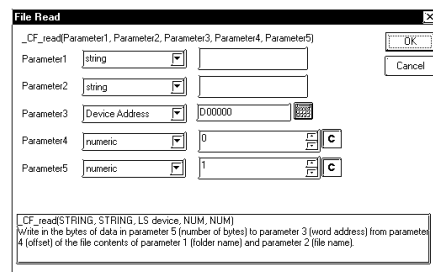 File Read
_CF_read(Parameter1, Parameter2, Parameter3, Parameter4, Parameter5)
OK
Parameter1 string
Cancel
Parameter2 string
Parameter3 Device Address D00000
Parameter4 numeric 0 C
Parameter5 numeric 1 C
_CF_read(STRING, STRING, LS device, NUM, NUM)
Write in the bytes of data in parameter 5 (number of bytes) to parameter 3 (word address) from parameter
4 (offset) of the file contents of parameter 1 (folder name) and parameter 2 (file name).